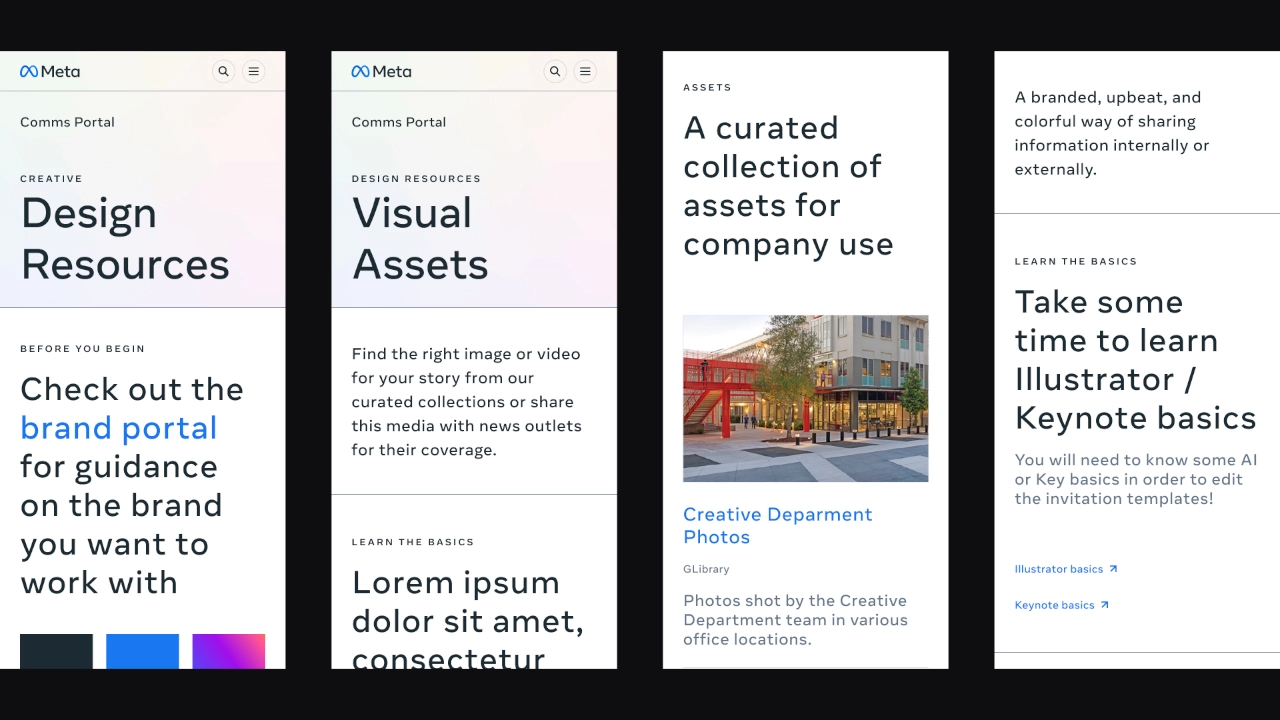 Meta
Comms Portal
CREATIVE
Design
Resources
BEFORE YOU BEGIN
Check out the
brand portal
for guidance
on the brand
you want to
work with
Meta
Comms Portal
DESIGN RESOURCES
Visual
Assets
Find the right image or video
for your story from our
curated collections or share
this media with news outlets
for their coverage.
LEARN THE BASICS
Lorem ipsum
dolor sit amet,
consectetur
ASSETS
A curated
collection of
assets for
company use
Creative Deparment
Photos
GLibrary
Photos shot by the Creative
Department team in various
office locations.
A branded, upbeat, and
colorful way of sharing
information internally or
externally.
LEARN THE BASICS
Take some
time to learn
Illustrator /
Keynote basics
You will need to know some AI
or Key basics in order to edit
the invitation templates!
Illustrator basics
Keynote basics